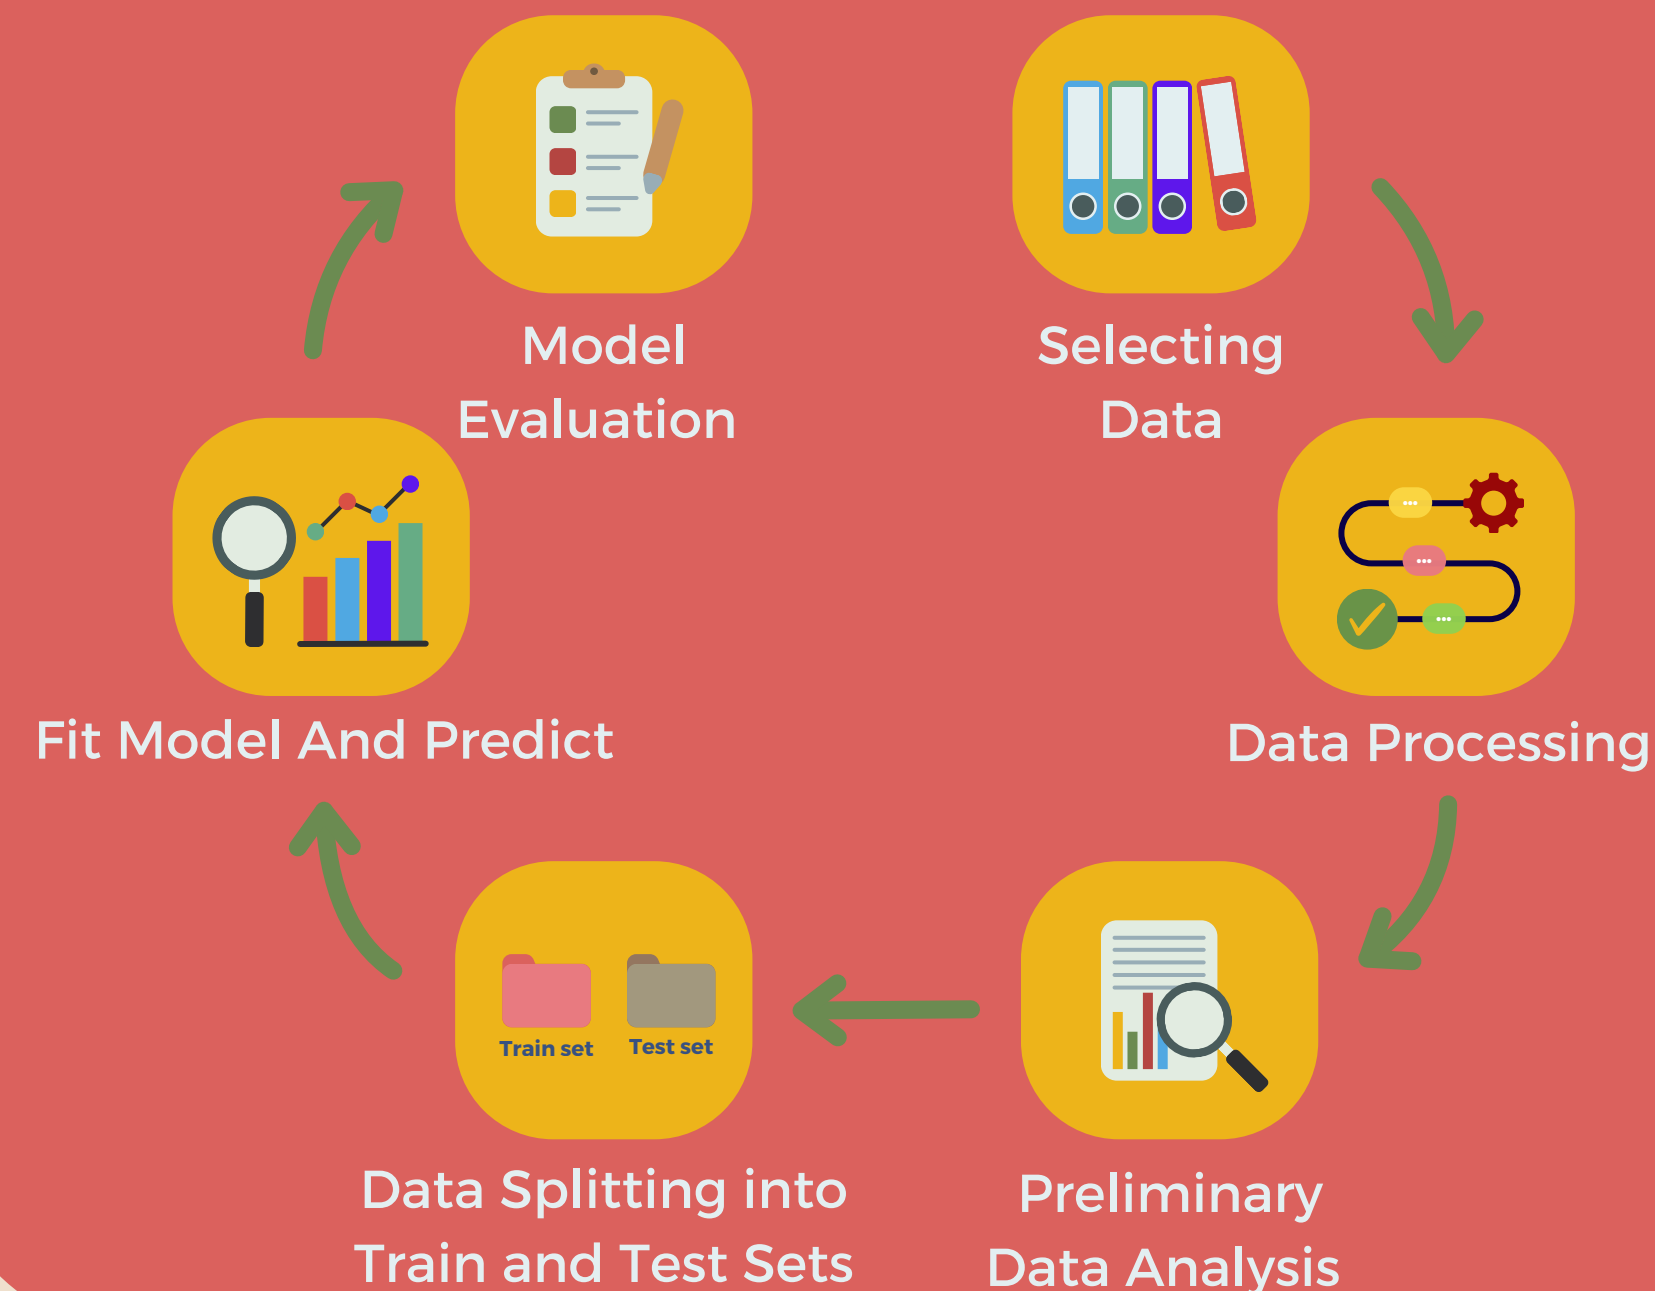 Model
Evaluation
Selecting
Data
Fit Model And Predict
Data Processing
Train set
Test set
Data Splitting into
Train and Test Sets
Preliminary
Data Analysis